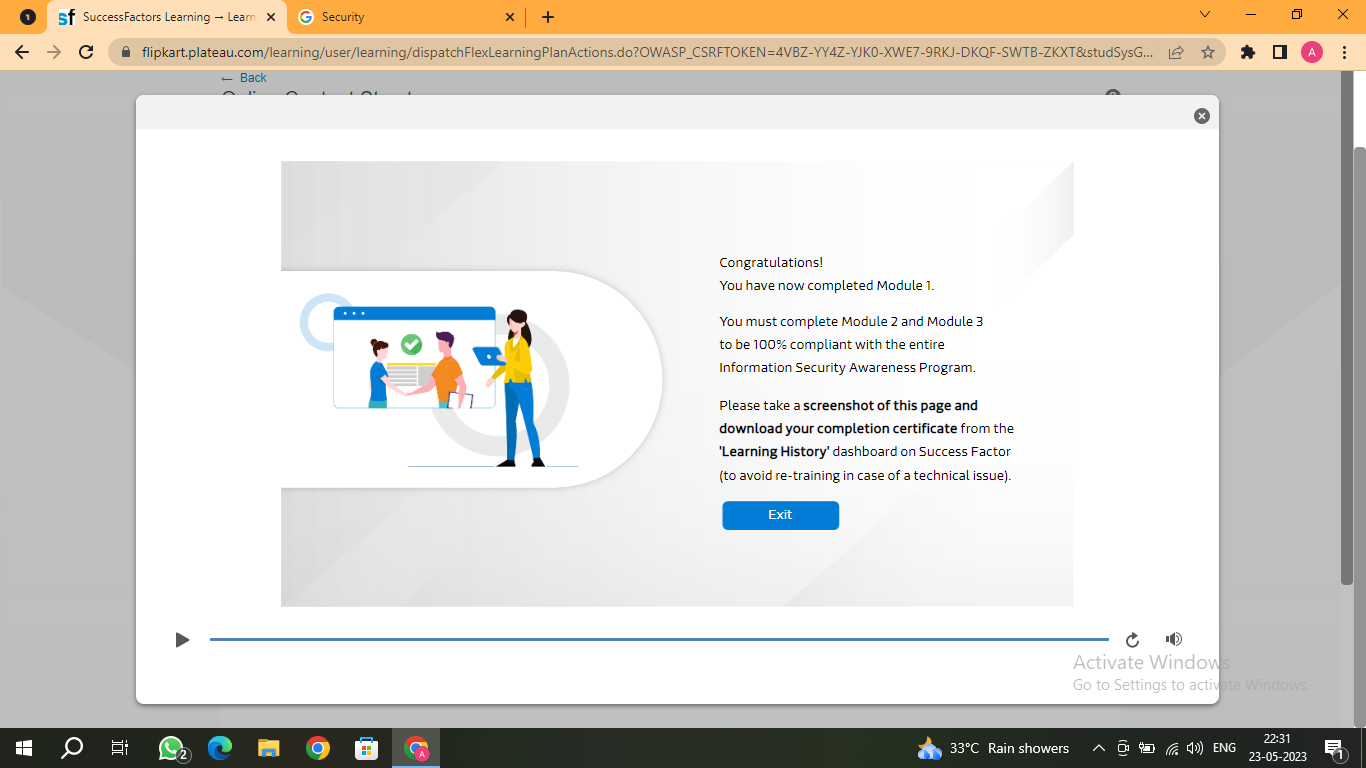 1
sf
SuccessFactors Learning → Learn
Security
flipkart.plateau.com/learning/user/learning/dispatchFlexLearningPlanActions.do?OWASP_CSRFTOKEN=4VBZ-YY4Z-YJK0-XWE7-9RKJ-DKQF-SWTB-ZKXT&studSysG...
A
← Back
Congratulations!
You have now completed Module 1.
You must complete Module 2 and Module 3
to be 100% compliant with the entire
Information Security Awareness Program.
Please take a screenshot of this page and
download your completion certificate from the
'Learning History' dashboard on Success Factor
(to avoid re-training in case of a technical issue).
Exit
Activate Windows
Go to Settings to activate Windows.
2
A
33°C Rain showers
ENG
22:31
23-05-2023
1